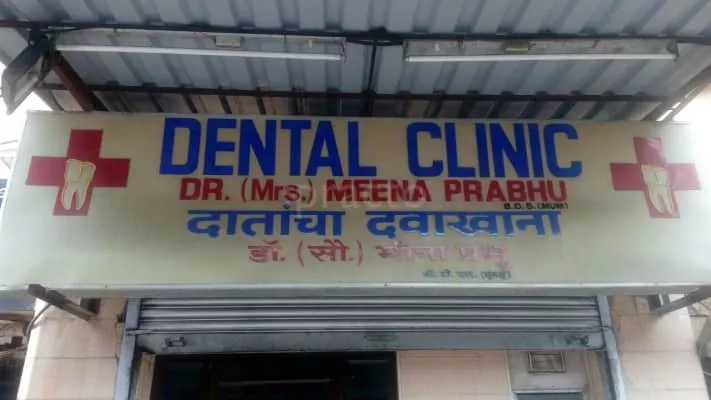 DENTAL CLINIC
DR. (Mrs.) MEENA PRABHU
B.D.S. (MUM)
दातांचा दवाखाना
डॉ. (सौ.) मीना प्रभू
बी. डी. एस. (मुंबई)